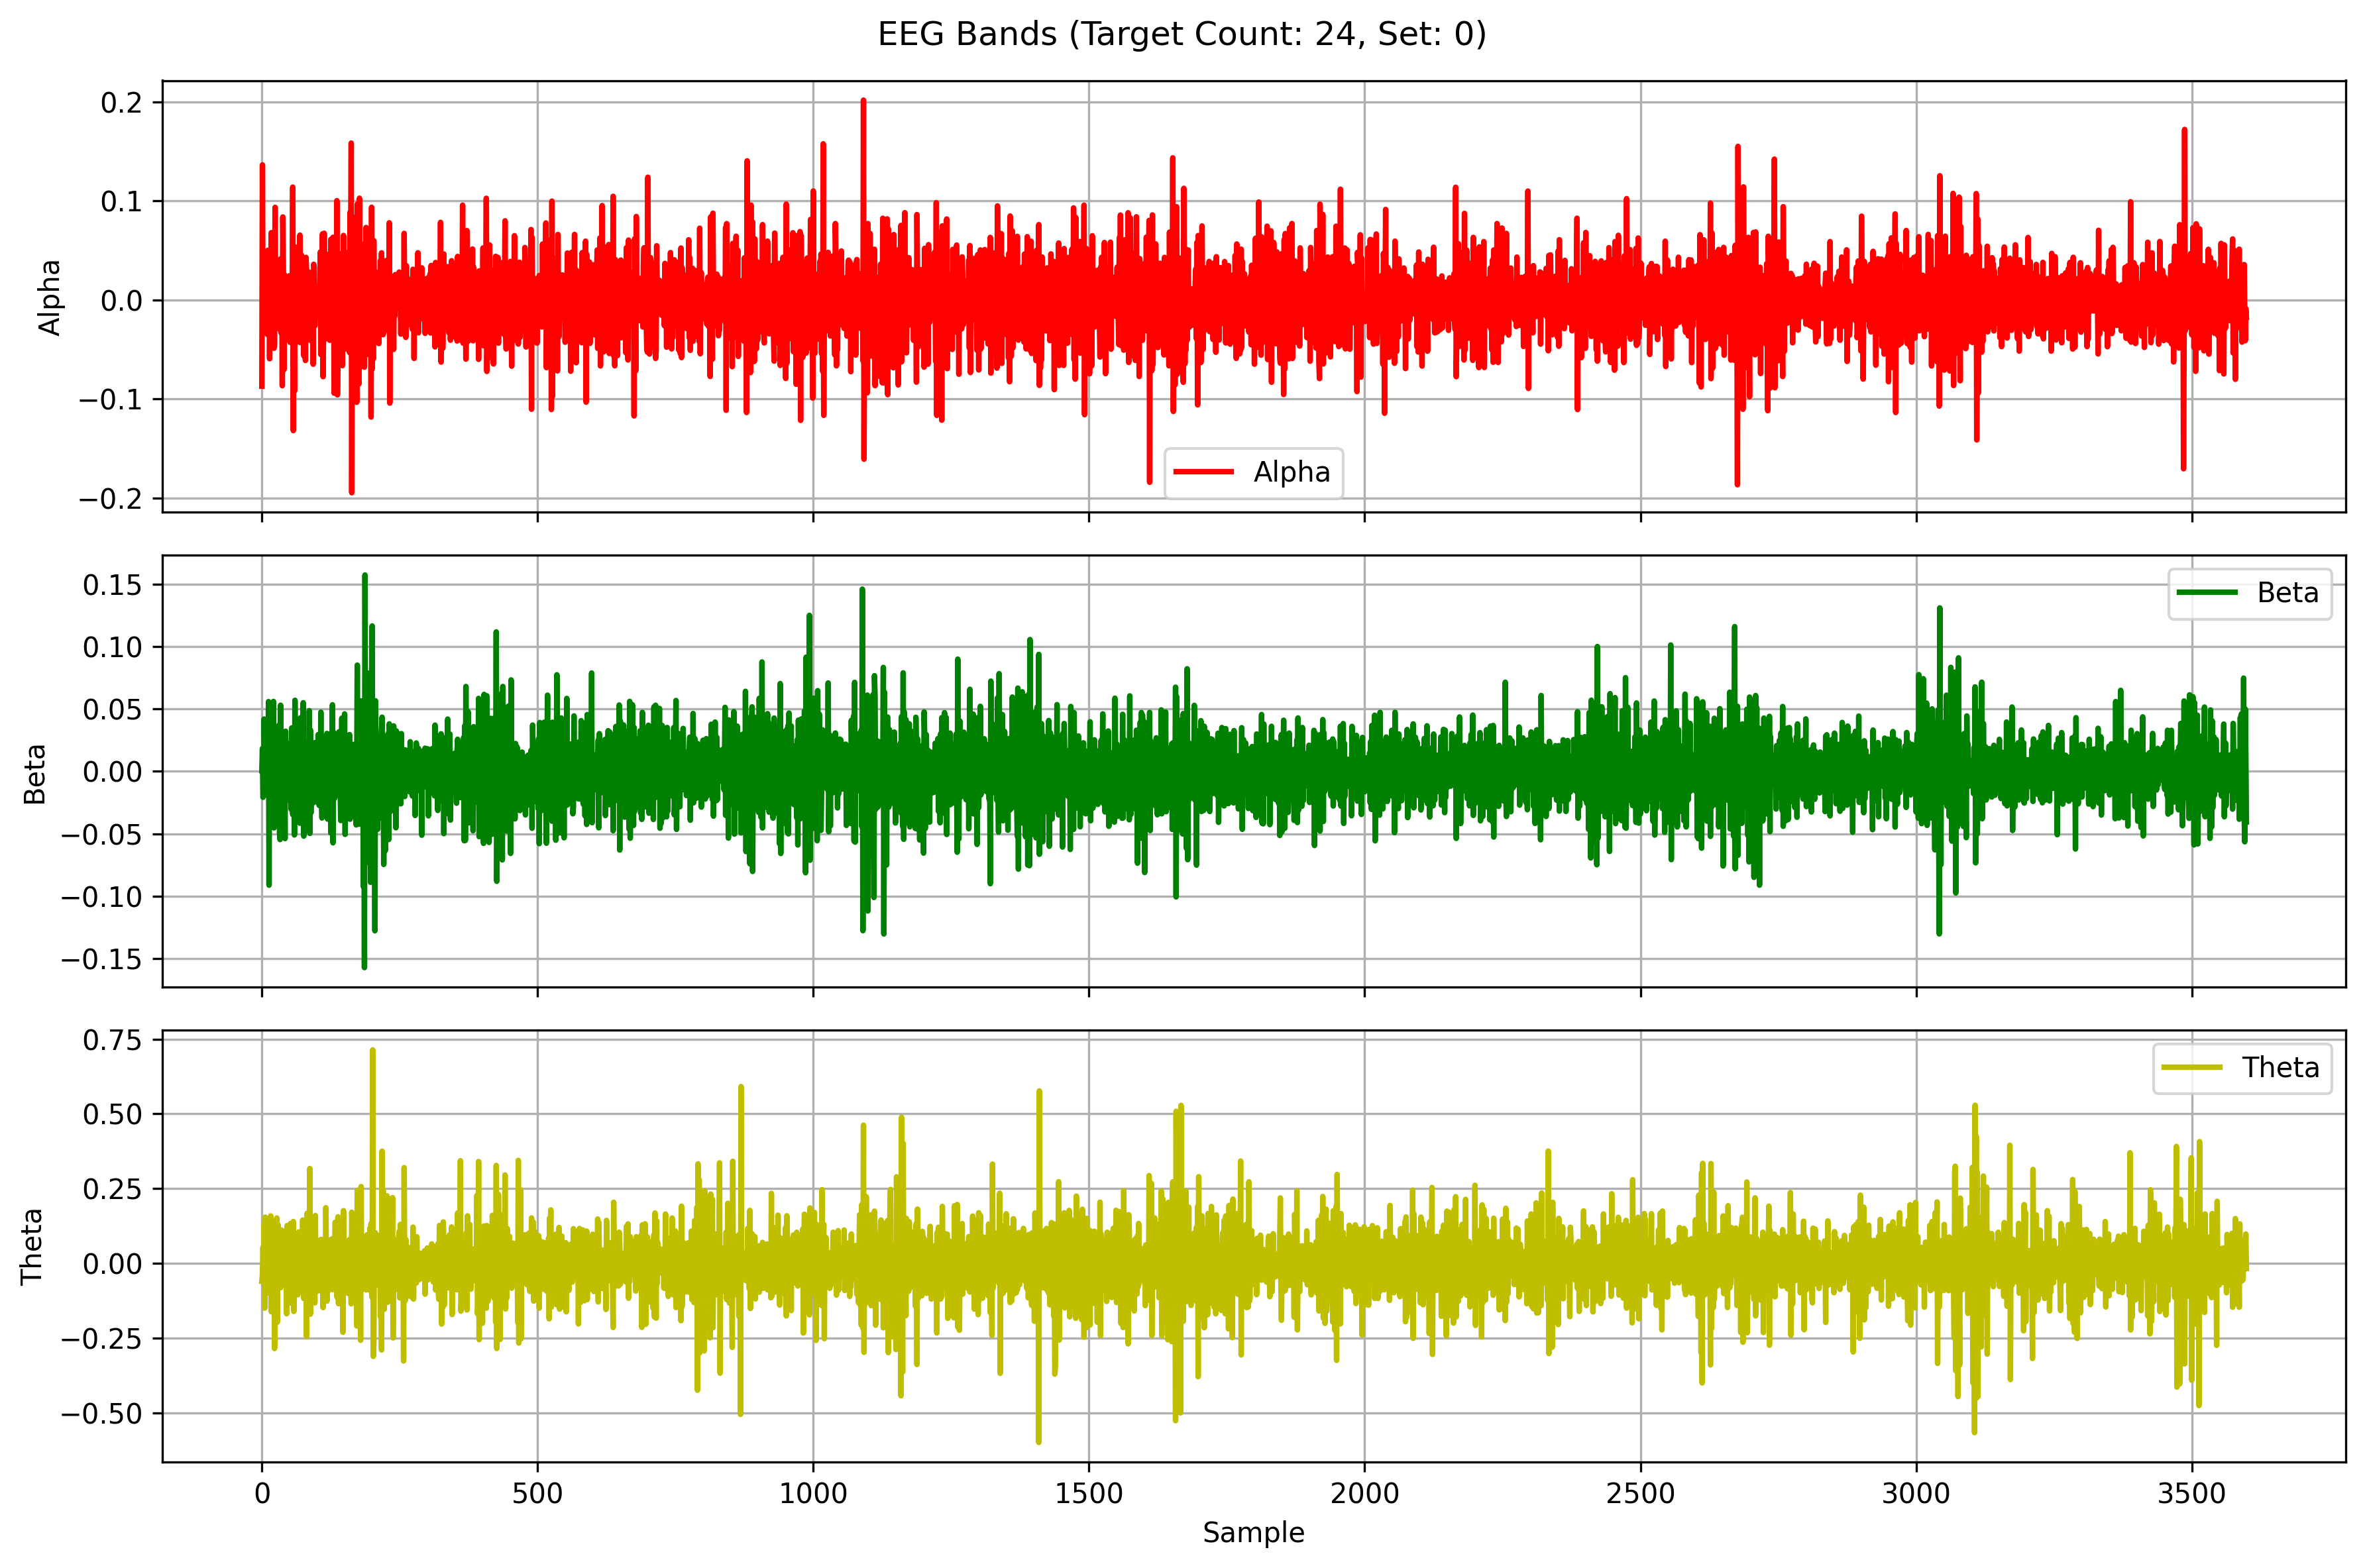 EEG Bands (Target Count: 24, Set: 0)
0.2
0.1
0.0
−0.1
−0.2
Alpha
Alpha
0.15
0.10
0.05
0.00
−0.05
−0.10
−0.15
Beta
Beta
0.75
0.50
0.25
0.00
−0.25
−0.50
Theta
Theta
0 500 1000 1500 2000 2500 3000 3500
Sample